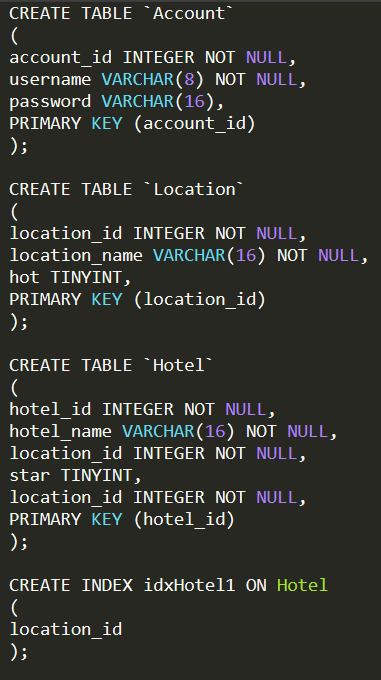 CREATE TABLE `Account`
(
account_id INTEGER NOT NULL,
username VARCHAR(8) NOT NULL,
password VARCHAR(16),
PRIMARY KEY (account_id)
);
CREATE TABLE `Location`
(
location_id INTEGER NOT NULL,
location_name VARCHAR(16) NOT NULL,
hot TINYINT,
PRIMARY KEY (location_id)
);
CREATE TABLE `Hotel`
(
hotel_id INTEGER NOT NULL,
hotel_name VARCHAR(16) NOT NULL,
location_id INTEGER NOT NULL,
star TINYINT,
location_id INTEGER NOT NULL,
PRIMARY KEY (hotel_id)
);
CREATE INDEX idxHotel1 ON Hotel
(
location_id
);